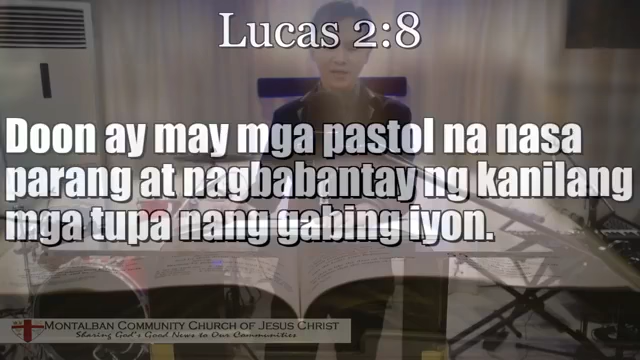 Lucas 2:8
Doon ay may mga pastol na nasa
parang at nagbabantay ng kanilang
mga tupa nang gabing iyon.
MONTALBAN COMMUNITY CHURCH OF JESUS CHRIST
Sharing God's Good News to Our Communities